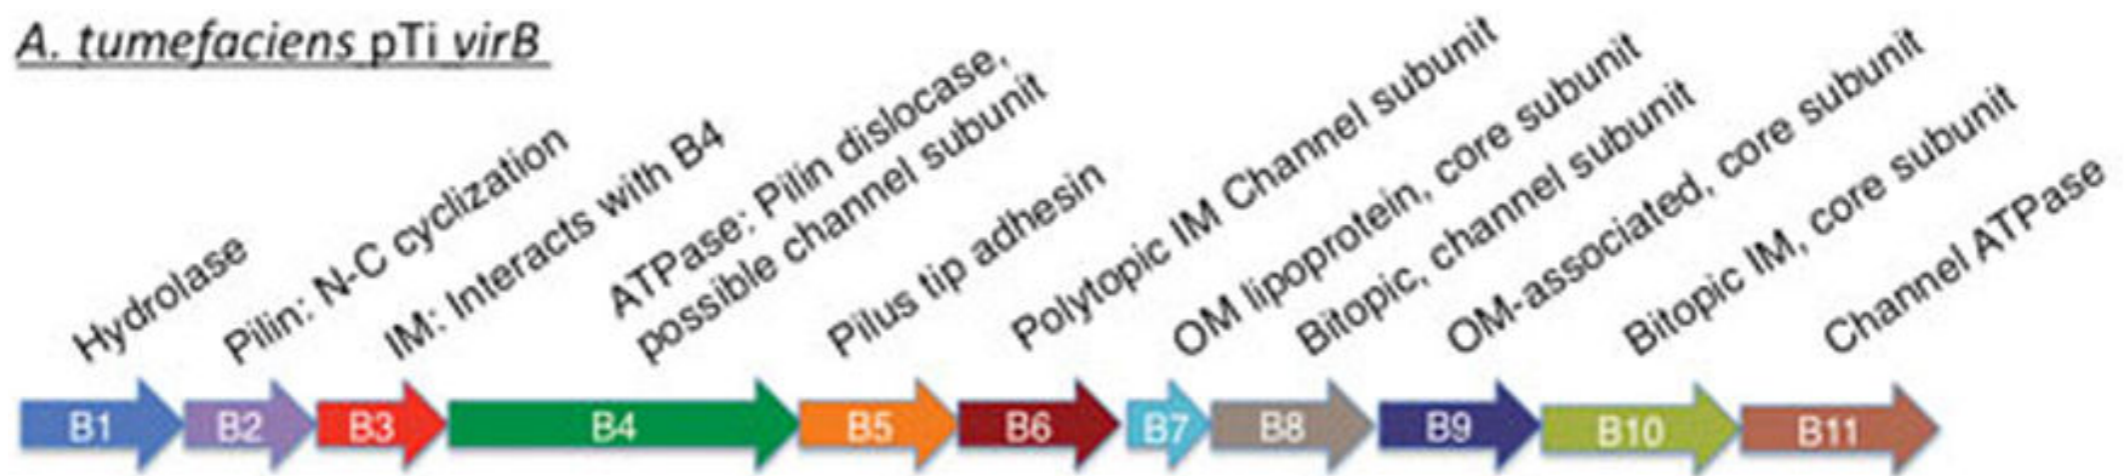 A. tumefaciens pTi virB
Hydrolase
Pilin: N-C cyclization
IM: Interacts with B4
ATPase: Pilin dislocase,
possible channel subunit
Pilus tip adhesin
Polytopic IM Channel subunit
OM lipoprotein, core subunit
Bitopic, channel subunit
OM-associated, core subunit
Bitopic IM, core subunit
Channel ATPase
B1 B2 B3 B4 B5 B6 B7 B8 B9 B10 B11